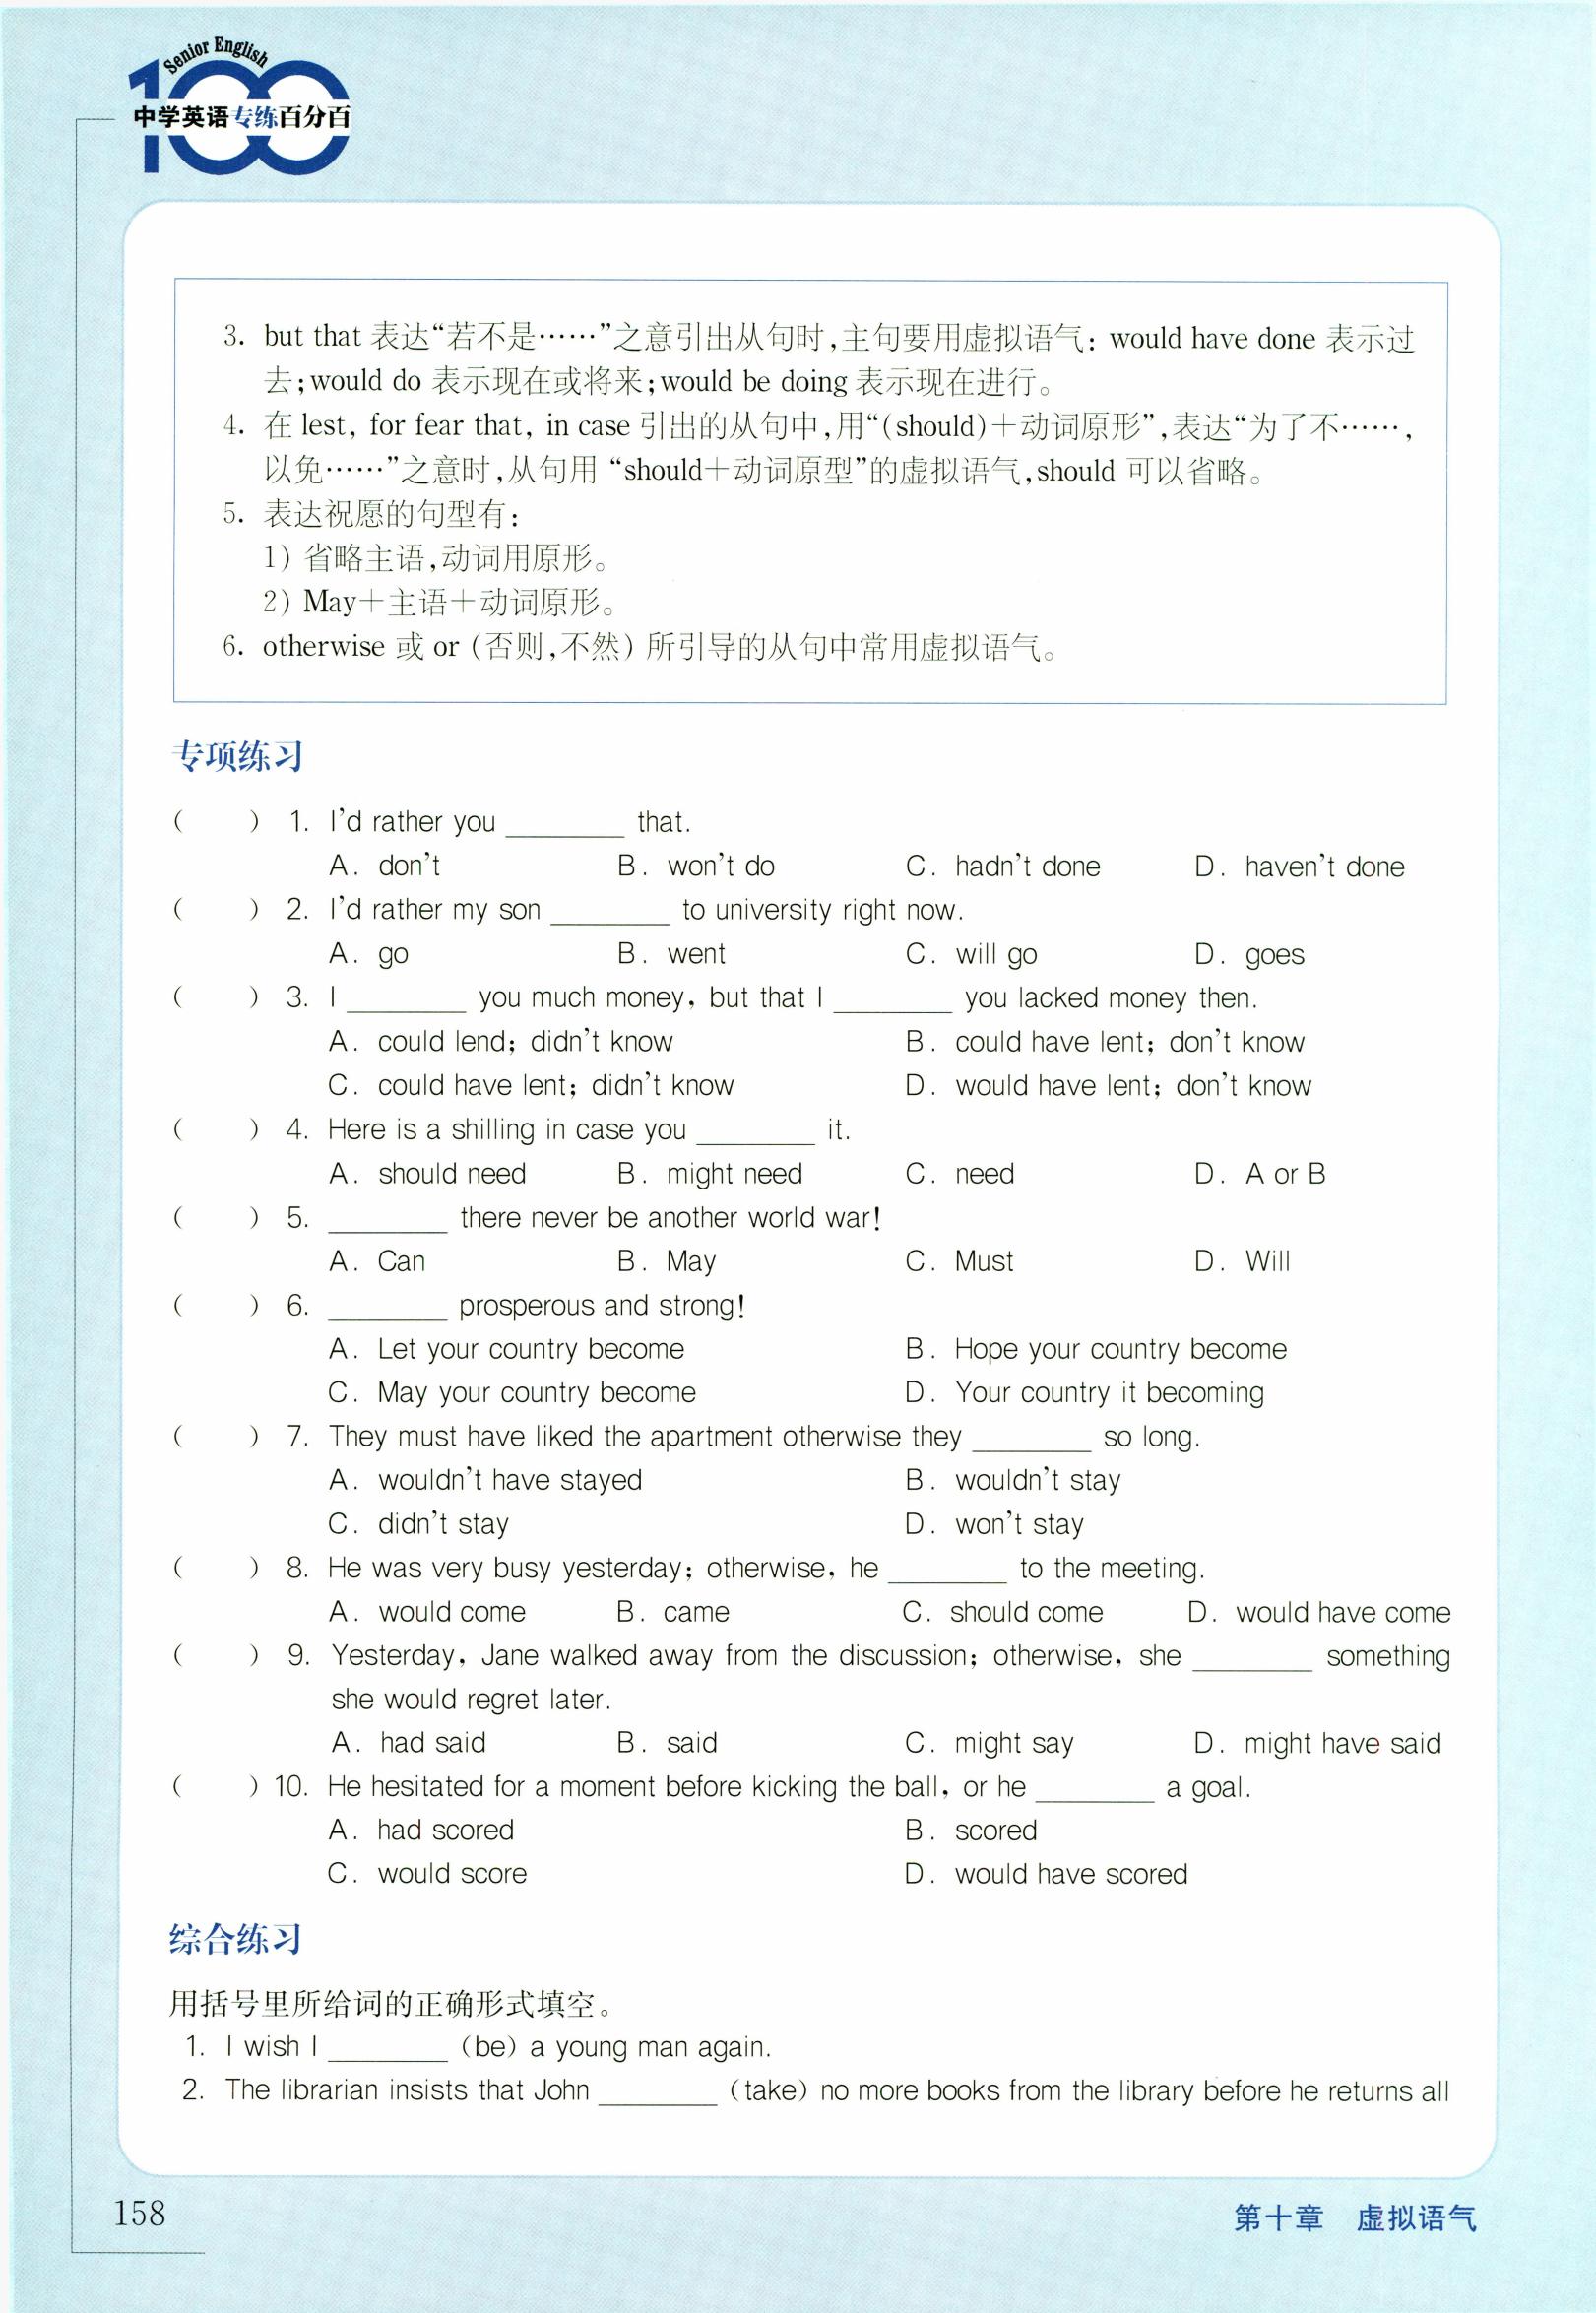 Senior English
100
中学英语专练百分百
3. but that 表达“若不是……”之意引出从句时,主句要用虚拟语气: would have done 表示过
去;would do 表示现在或将来;would be doing 表示现在进行。
4. 在 lest, for fear that, in case 引出的从句中,用“(should)+动词原形”,表达“为了不……,
以免……”之意时,从句用 “should+动词原型”的虚拟语气,should 可以省略。
5. 表达祝愿的句型有:
1) 省略主语,动词用原形。
2) May+主语+动词原形。
6. otherwise 或 or (否则,不然) 所引导的从句中常用虚拟语气。
专项练习
(  ) 1. I’d rather you ________ that.
A. don’t B. won’t do C. hadn’t done D. haven’t done
(  ) 2. I’d rather my son ________ to university right now.
A. go B. went C. will go D. goes
(  ) 3. I ________ you much money, but that I ________ you lacked money then.
A. could lend; didn’t know B. could have lent; don’t know
C. could have lent; didn’t know D. would have lent; don’t know
(  ) 4. Here is a shilling in case you ________ it.
A. should need B. might need C. need D. A or B
(  ) 5. ________ there never be another world war!
A. Can B. May C. Must D. Will
(  ) 6. ________ prosperous and strong!
A. Let your country become B. Hope your country become
C. May your country become D. Your country it becoming
(  ) 7. They must have liked the apartment otherwise they ________ so long.
A. wouldn’t have stayed B. wouldn’t stay
C. didn’t stay D. won’t stay
(  ) 8. He was very busy yesterday; otherwise, he ________ to the meeting.
A. would come B. came C. should come D. would have come
(  ) 9. Yesterday, Jane walked away from the discussion; otherwise, she ________ something
she would regret later.
A. had said B. said C. might say D. might have said
(  ) 10. He hesitated for a moment before kicking the ball, or he ________ a goal.
A. had scored B. scored
C. would score D. would have scored
综合练习
用括号里所给词的正确形式填空。
1. I wish I ________ (be) a young man again.
2. The librarian insists that John ________ (take) no more books from the library before he returns all
158
第十章 虚拟语气